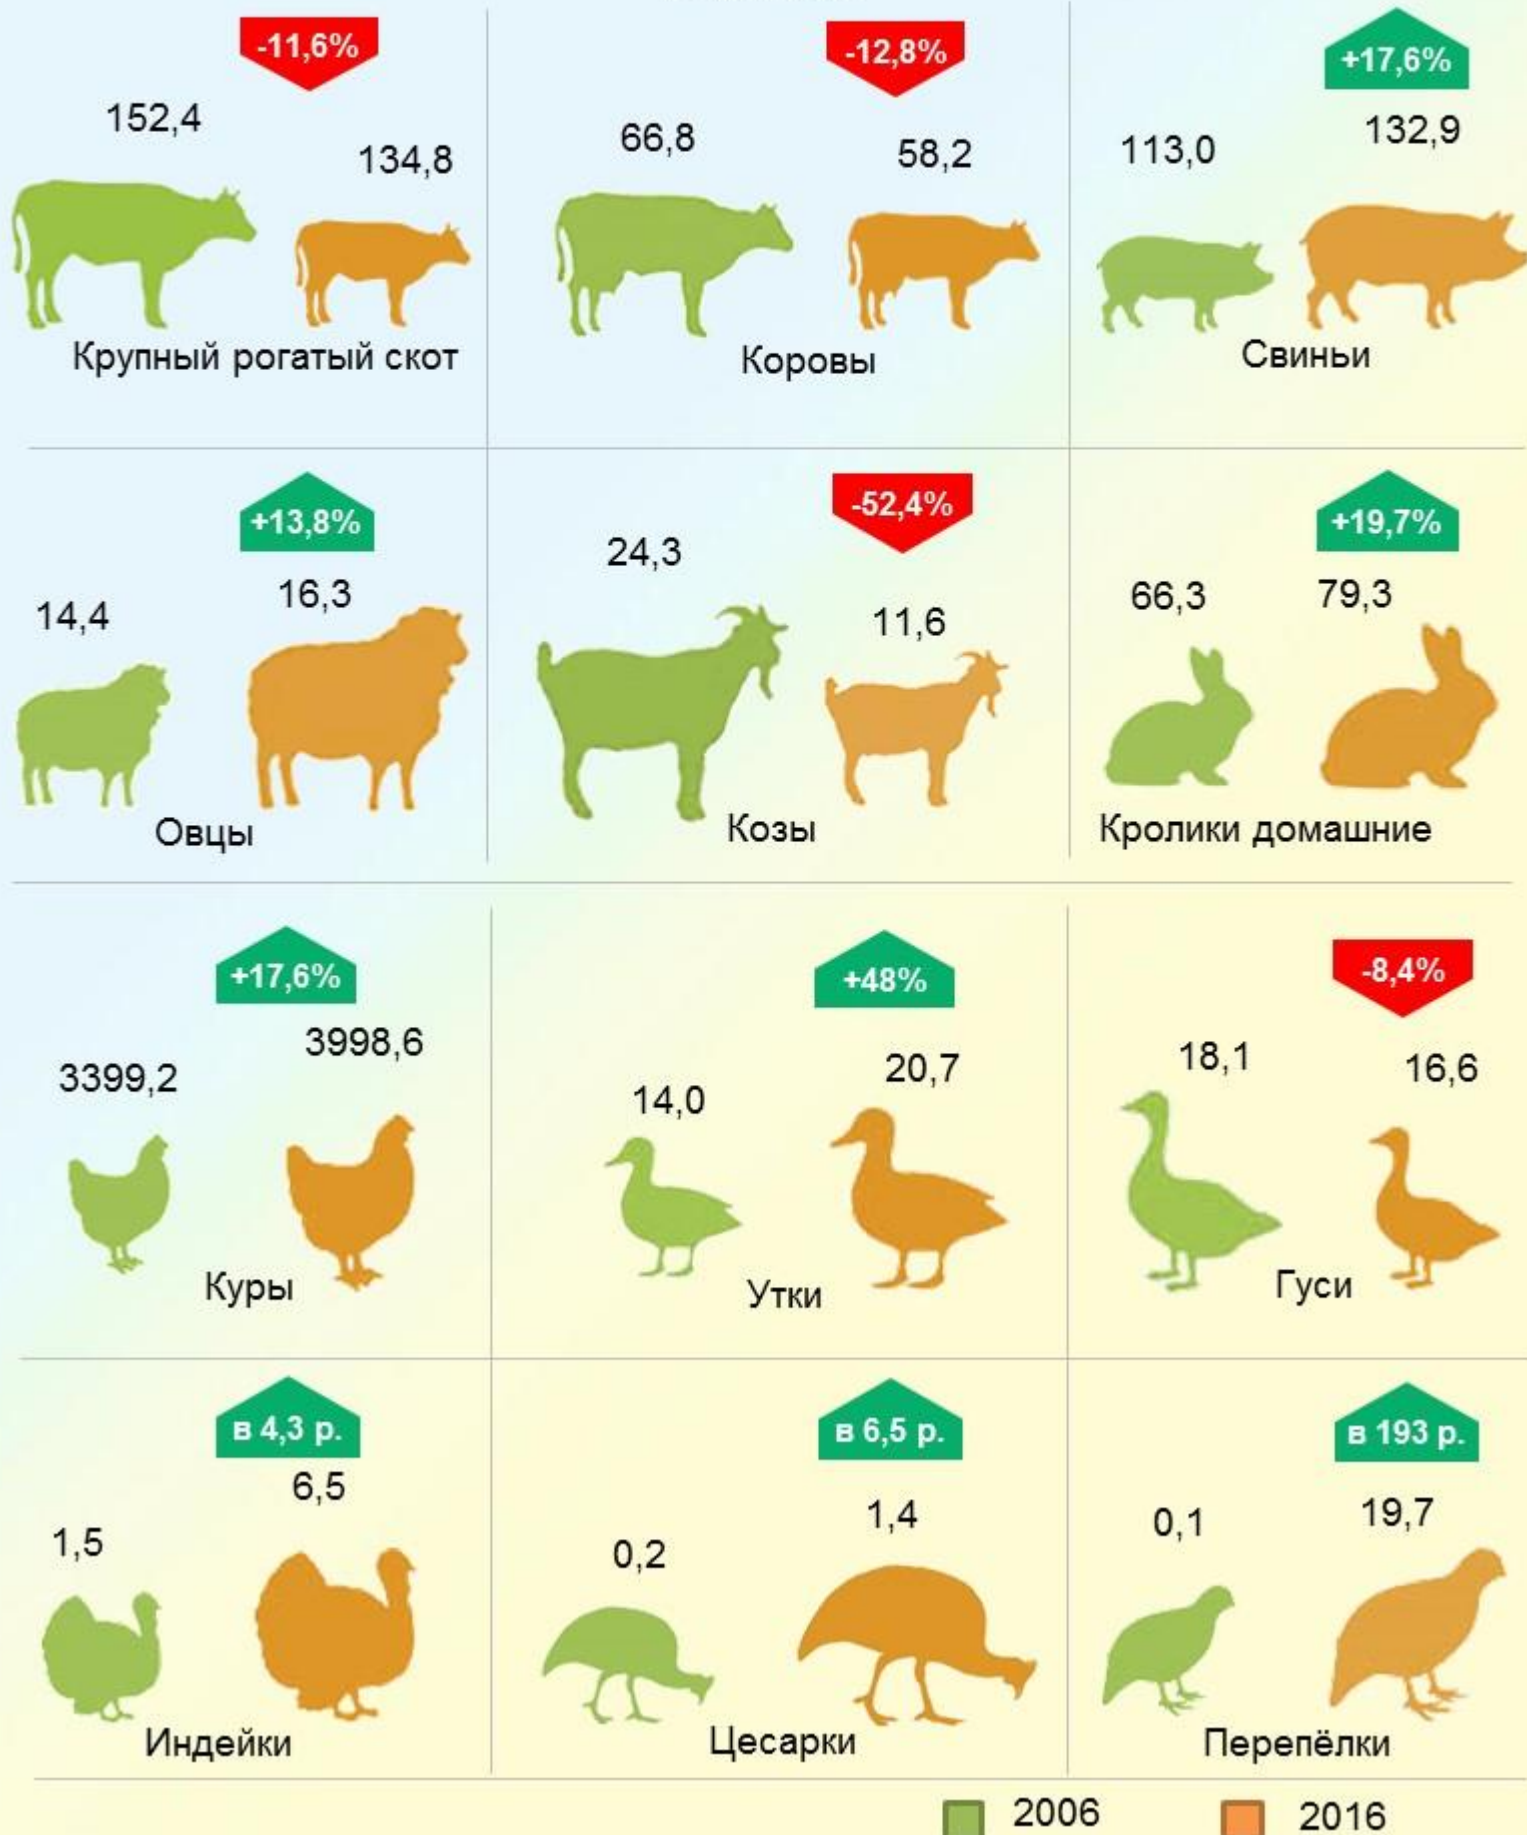 -11,6%
152,4
134,8
Крупный рогатый скот
-12,8%
66,8
58,2
Коровы
+17,6%
113,0
132,9
Свиньи
+13,8%
14,4
16,3
Овцы
-52,4%
24,3
11,6
Козы
+19,7%
66,3
79,3
Кролики домашние
+17,6%
3399,2
3998,6
Куры
+48%
14,0
20,7
Утки
-8,4%
18,1
16,6
Гуси
в 4,3 р.
1,5
6,5
Индейки
в 6,5 р.
0,2
1,4
Цесарки
в 193 р.
0,1
19,7
Перепёлки
2006
2016